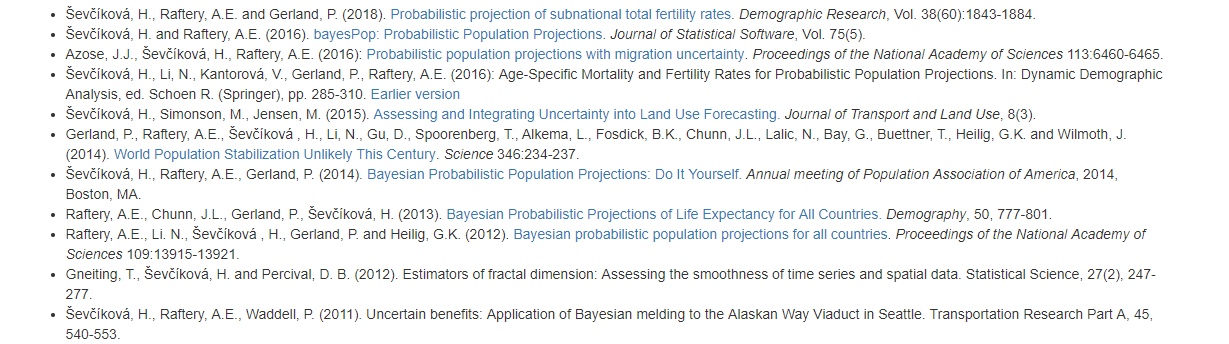 Ševčíková, H., Raftery, A.E. and Gerland, P. (2018). Probabilistic projection of subnational total fertility rates. Demographic Research, Vol. 38(60):1843-1884.
Ševčíková, H. and Raftery, A.E. (2016). bayesPop: Probabilistic Population Projections. Journal of Statistical Software, Vol. 75(5).
Azose, J.J., Ševčíková, H., Raftery, A.E. (2016): Probabilistic population projections with migration uncertainty. Proceedings of the National Academy of Sciences 113:6460-6465.
Ševčíková, H., Li, N., Kantorová, V., Gerland, P., Raftery, A.E. (2016): Age-Specific Mortality and Fertility Rates for Probabilistic Population Projections. In: Dynamic Demographic
Analysis, ed. Schoen R. (Springer), pp. 285-310. Earlier version
Ševčíková, H., Simonson, M., Jensen, M. (2015). Assessing and Integrating Uncertainty into Land Use Forecasting. Journal of Transport and Land Use, 8(3).
Gerland, P., Raftery, A.E., Ševčíková , H., Li, N., Gu, D., Spoorenberg, T., Alkema, L., Fosdick, B.K., Chunn, J.L., Lalic, N., Bay, G., Buettner, T., Heilig, G.K. and Wilmoth, J.
(2014). World Population Stabilization Unlikely This Century. Science 346:234-237.
Ševčíková, H., Raftery, A.E., Gerland, P. (2014). Bayesian Probabilistic Population Projections: Do It Yourself. Annual meeting of Population Association of America, 2014,
Boston, MA.
Raftery, A.E., Chunn, J.L., Gerland, P., Ševčíková, H. (2013). Bayesian Probabilistic Projections of Life Expectancy for All Countries. Demography, 50, 777-801.
Raftery, A.E., Li. N., Ševčíková , H., Gerland, P. and Heilig, G.K. (2012). Bayesian probabilistic population projections for all countries. Proceedings of the National Academy of
Sciences 109:13915-13921.
Gneiting, T., Ševčíková, H. and Percival, D. B. (2012). Estimators of fractal dimension: Assessing the smoothness of time series and spatial data. Statistical Science, 27(2), 247-
277.
Ševčíková, H., Raftery, A.E., Waddell, P. (2011). Uncertain benefits: Application of Bayesian melding to the Alaskan Way Viaduct in Seattle. Transportation Research Part A, 45,
540-553.